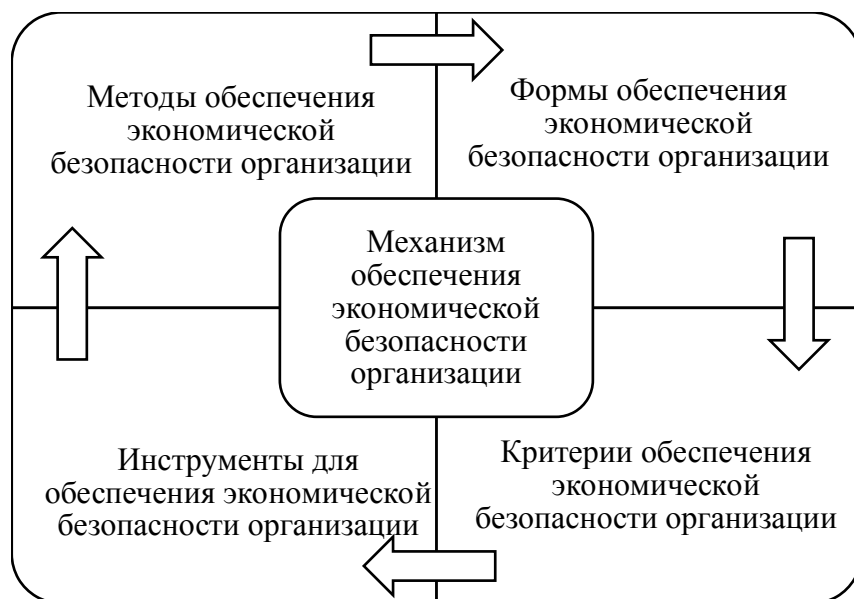 Методы обеспечения
экономической
безопасности организации
Формы обеспечения
экономической
безопасности организации
Механизм
обеспечения
экономической
безопасности
организации
Инструменты для
обеспечения экономической
безопасности организации
Критерии обеспечения
экономической
безопасности организации